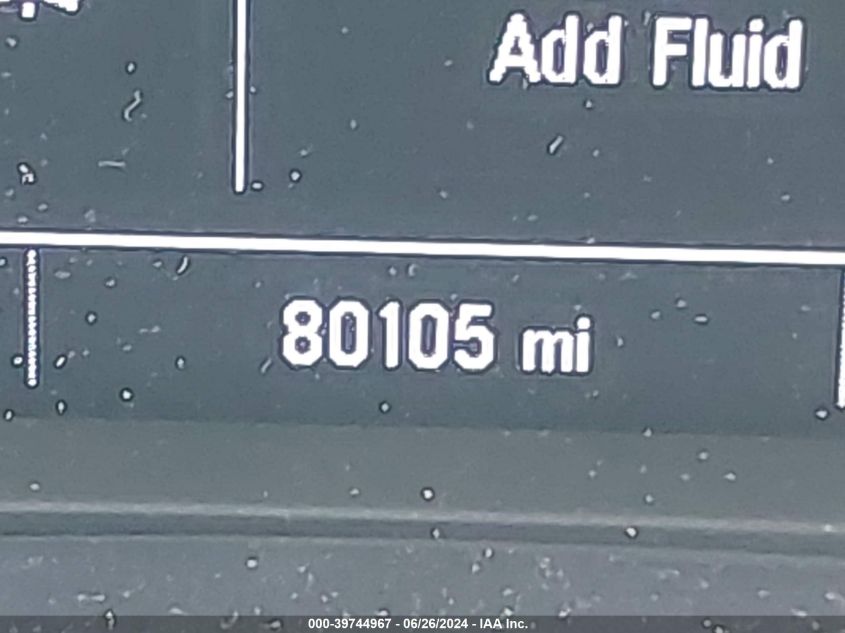 Add Fluid
80105 mi
000-39744967 - 06/26/2024 - IAA Inc.